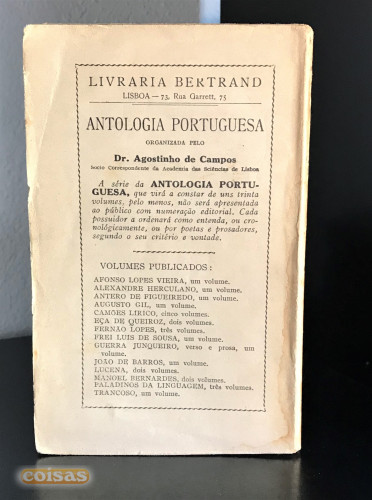 LIVRARIA BERTRAND
LISBOA — 73, Rua Garrett, 75
ANTOLOGIA PORTUGUESA
ORGANIZADA PELO
Dr. Agostinho de Campos
Socio Correspondente da Academia das Sciências de Lisboa
A série da ANTOLOGIA PORTU-
GUESA, que virá a constar de uns trinta
volumes, pelo menos, não será apresentada
ao público com numeração editorial. Cada
possuidor a ordenará como entenda, ou cro-
nològicamente, ou por poetas e prosadores,
segundo o seu critério e vontade.
VOLUMES PUBLICADOS:
AFONSO LOPES VIEIRA, um volume.
ALEXANDRE HERCULANO, um volume.
ANTERO DE FIGUEIREDO, um volume.
AUGUSTO GIL, um volume.
CAMÕES LIRICO, cinco volumes.
EÇA DE QUEIROZ, dois volumes.
FERNÃO LOPES, três volumes.
FREI LUIS DE SOUSA, um volume.
GUERRA JUNQUEIRO, verso e prosa, um
volume.
JOÃO DE BARROS, um volume.
LUCENA, dois volumes.
MANOEL BERNARDES, dois volumes.
PALADINOS DA LINGUAGEM, três volumes.
TRANCOSO, um volume.
coisas